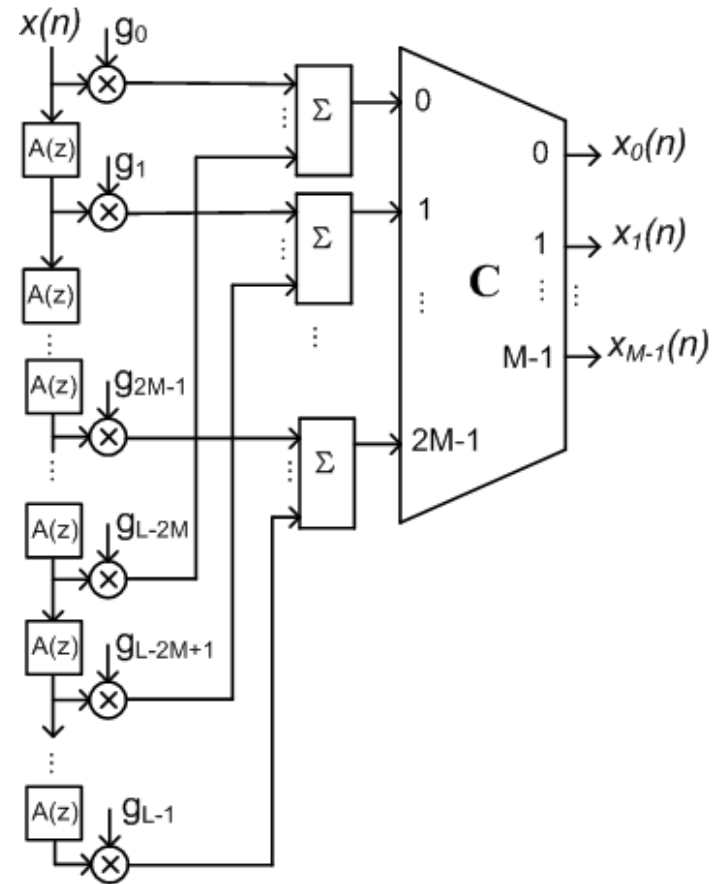 x(n)
g0
A(z)
g1
A(z)
⋮
A(z)
g2M-1
⋮
A(z)
gL-2M
A(z)
gL-2M+1
⋮
A(z)
gL-1
Σ
⋮
Σ
⋮
⋮
Σ
⋮
0
1
⋮
2M-1
C
0
1
⋮
M-1
x0(n)
x1(n)
⋮
xM-1(n)